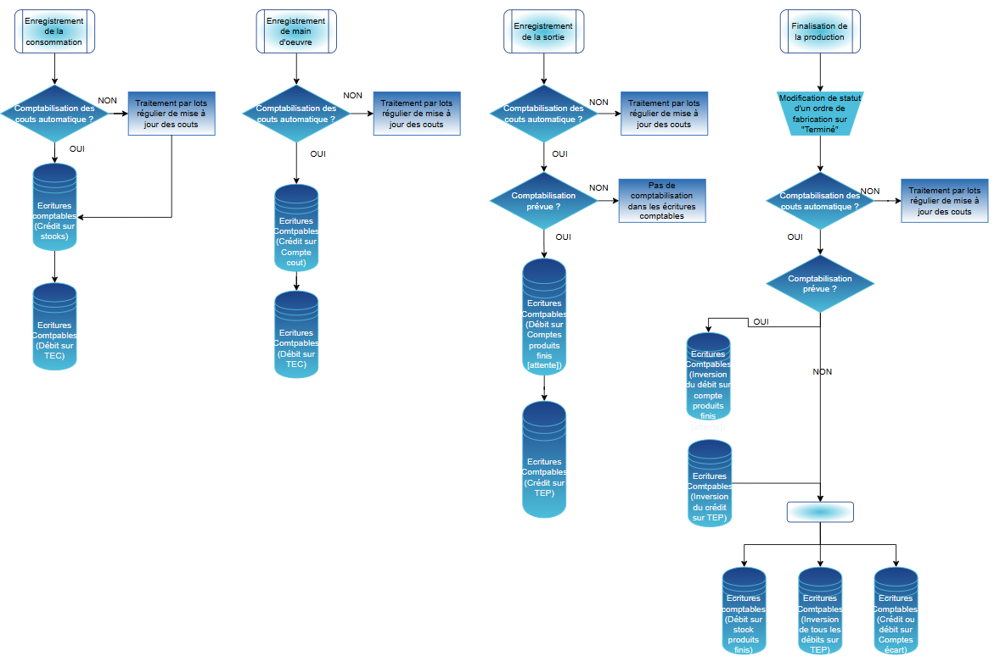 Enregistrement
de la
consommation
Comptabilisation des
couts automatique ?
NON
Traitement par lots
régulier de mise à
jour des couts
OUI
Ecritures
comptables
(Crédit sur
stocks)
Ecritures
Comtpables
(Débit sur
TEC)
Enregistrement
de main
d'oeuvre
Comptabilisation des
couts automatique ?
NON
Traitement par lots
régulier de mise à
jour des couts
OUI
Ecritures
Comtpables
(Crédit sur
Compte
cout)
Ecritures
Comtpables
(Débit sur
TEC)
Enregistrement
de la sortie
Comptabilisation des
couts automatique ?
NON
Traitement par lots
régulier de mise à
jour des couts
OUI
Comptabilisation
prévue ?
NON
Pas de
comptabilisation
dans les écritures
comptables
OUI
Ecritures
Comtpables
(Débit sur
Comptes
produits
finis
[attente])
Ecritures
Comtpables
(Crédit sur
TEP)
Finalisation de
la production
Modification de statut
d'un ordre de
fabrication sur
"Terminé"
Comptabilisation des
couts automatique ?
NON
Traitement par lots
régulier de mise à
jour des couts
OUI
Comptabilisation
prévue ?
OUI
Ecritures
Comtpables
(Inversion
du débit sur
compte
produits
finis
[attente])
NON
Ecritures
Comtpables
(Inversion
du crédit
sur TEP)
Ecritures
comptables
(Débit sur
stock
produits
finis)
Ecritures
Comtpables
(Inversion
de tous les
débits sur
TEP)
Ecritures
Comptables
(Crédit ou
débit sur
Comptes
écart)